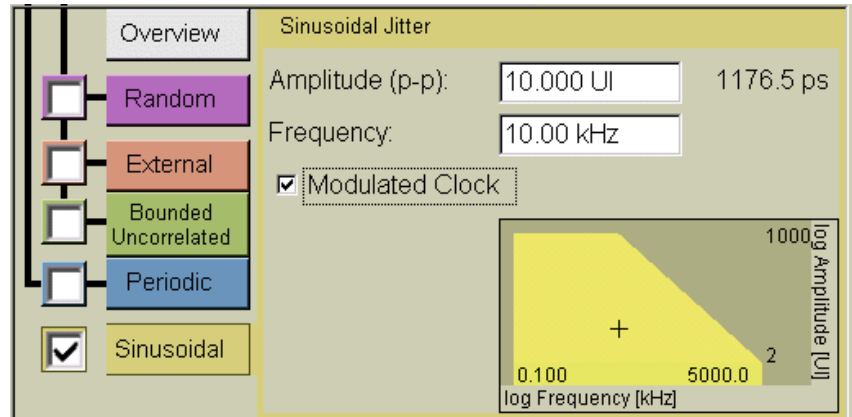 Overview
Random
External
Bounded
Uncorrelated
Periodic
Sinusoidal
Sinusoidal Jitter
Amplitude (p-p): 10.000 UI 1176.5 ps
Frequency: 10.00 kHz
Modulated Clock
1000
log Amplitude [UI]
2
0.100 5000.0
log Frequency [kHz]